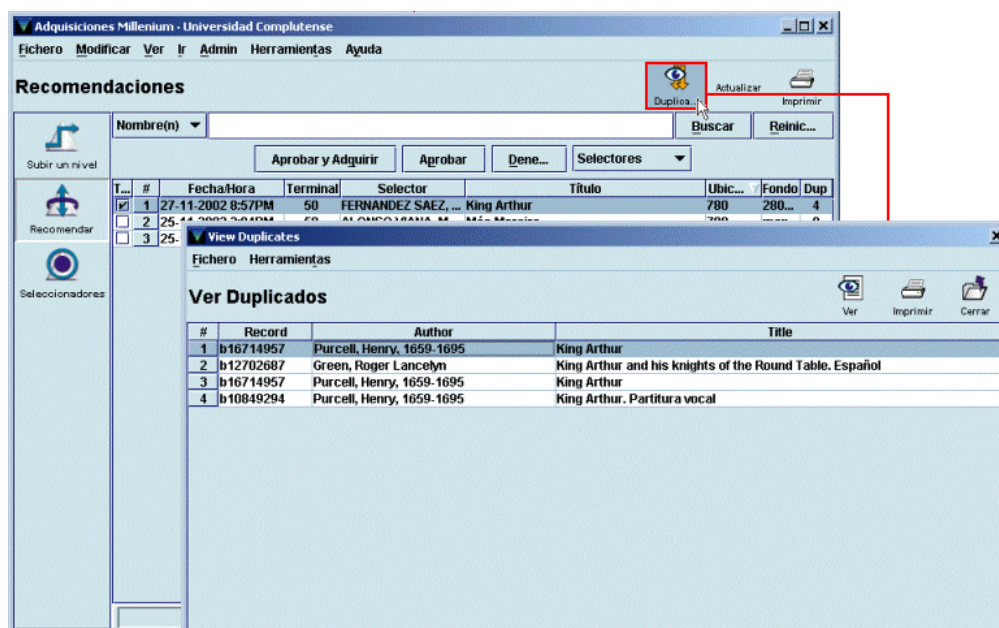 Adquisiciones Millenium - Universidad Complutense
Fichero Modificar Ver Ir Admin Herramientas Ayuda
Recomendaciones
Duplica... Actualizar Imprimir
Nombre(n) Buscar Reinic...
Subir un nivel
Aprobar y Adquirir Aprobar Dene... Selectores
T... # Fecha/Hora Terminal Selector Título Ubic... Fondo Dup
1 27-11-2002 8:57PM 50 FERNANDEZ SAEZ, ... King Arthur 780 280... 4
2 25-
Recomendar
3 25-
View Duplicates
Fichero Herramientas
Seleccionadores
Ver Duplicados
Ver Imprimir Cerrar
# Record Author Title
1 b16714957 Purcell, Henry, 1659-1695 King Arthur
2 b12702687 Green, Roger Lancelyn King Arthur and his knights of the Round Table. Español
3 b16714957 Purcell, Henry, 1659-1695 King Arthur
4 b10849294 Purcell, Henry, 1659-1695 King Arthur. Partitura vocal